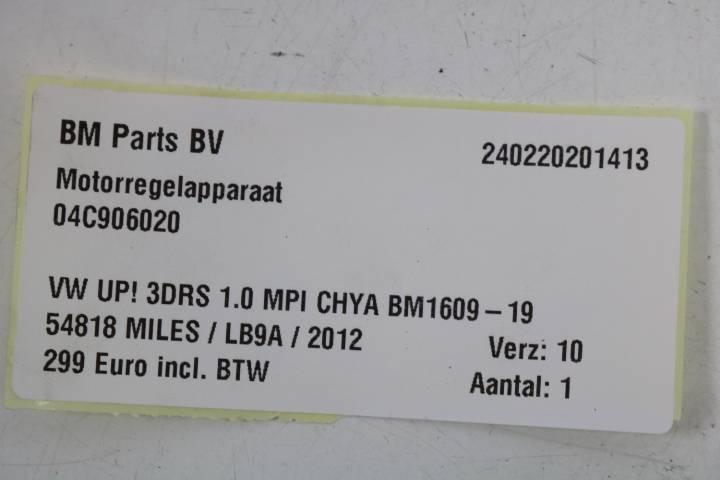 BM Parts BV
240220201413
Motorregelapparaat
04C906020
VW UP! 3DRS 1.0 MPI CHYA BM1609 – 19
54818 MILES / LB9A / 2012
Verz: 10
299 Euro incl. BTW
Aantal: 1